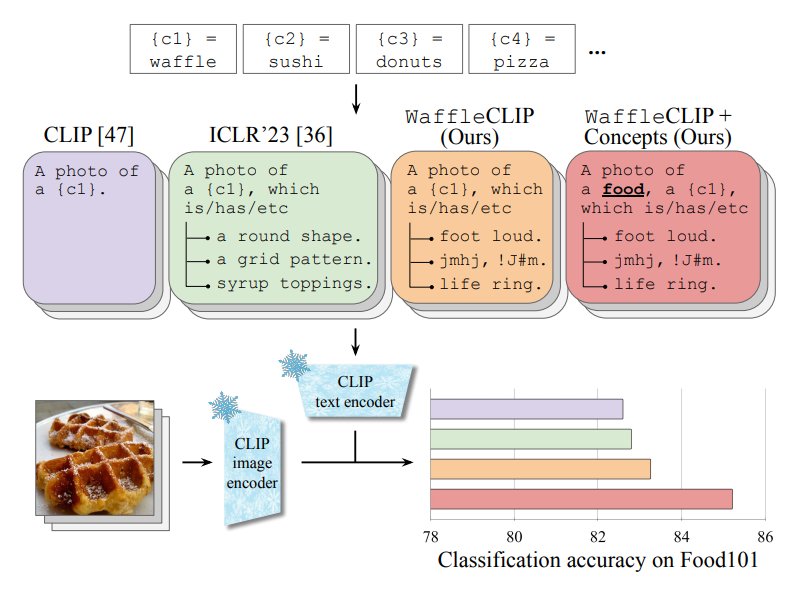 {c1} = waffle
{c2} = sushi
{c3} = donuts
{c4} = pizza
...
CLIP [47]
A photo of
a {c1}.
ICLR'23 [36]
A photo of
a {c1}, which
is/has/etc
a round shape.
a grid pattern.
syrup toppings.
WaffleCLIP
(Ours)
A photo of
a {c1}, which
is/has/etc
foot loud.
jmhj, !J#m.
life ring.
WaffleCLIP +
Concepts (Ours)
A photo of
a food, a {c1},
which is/has/etc
foot loud.
jmhj, !J#m.
life ring.
CLIP
text encoder
CLIP
image
encoder
78 80 82 84 86
Classification accuracy on Food101